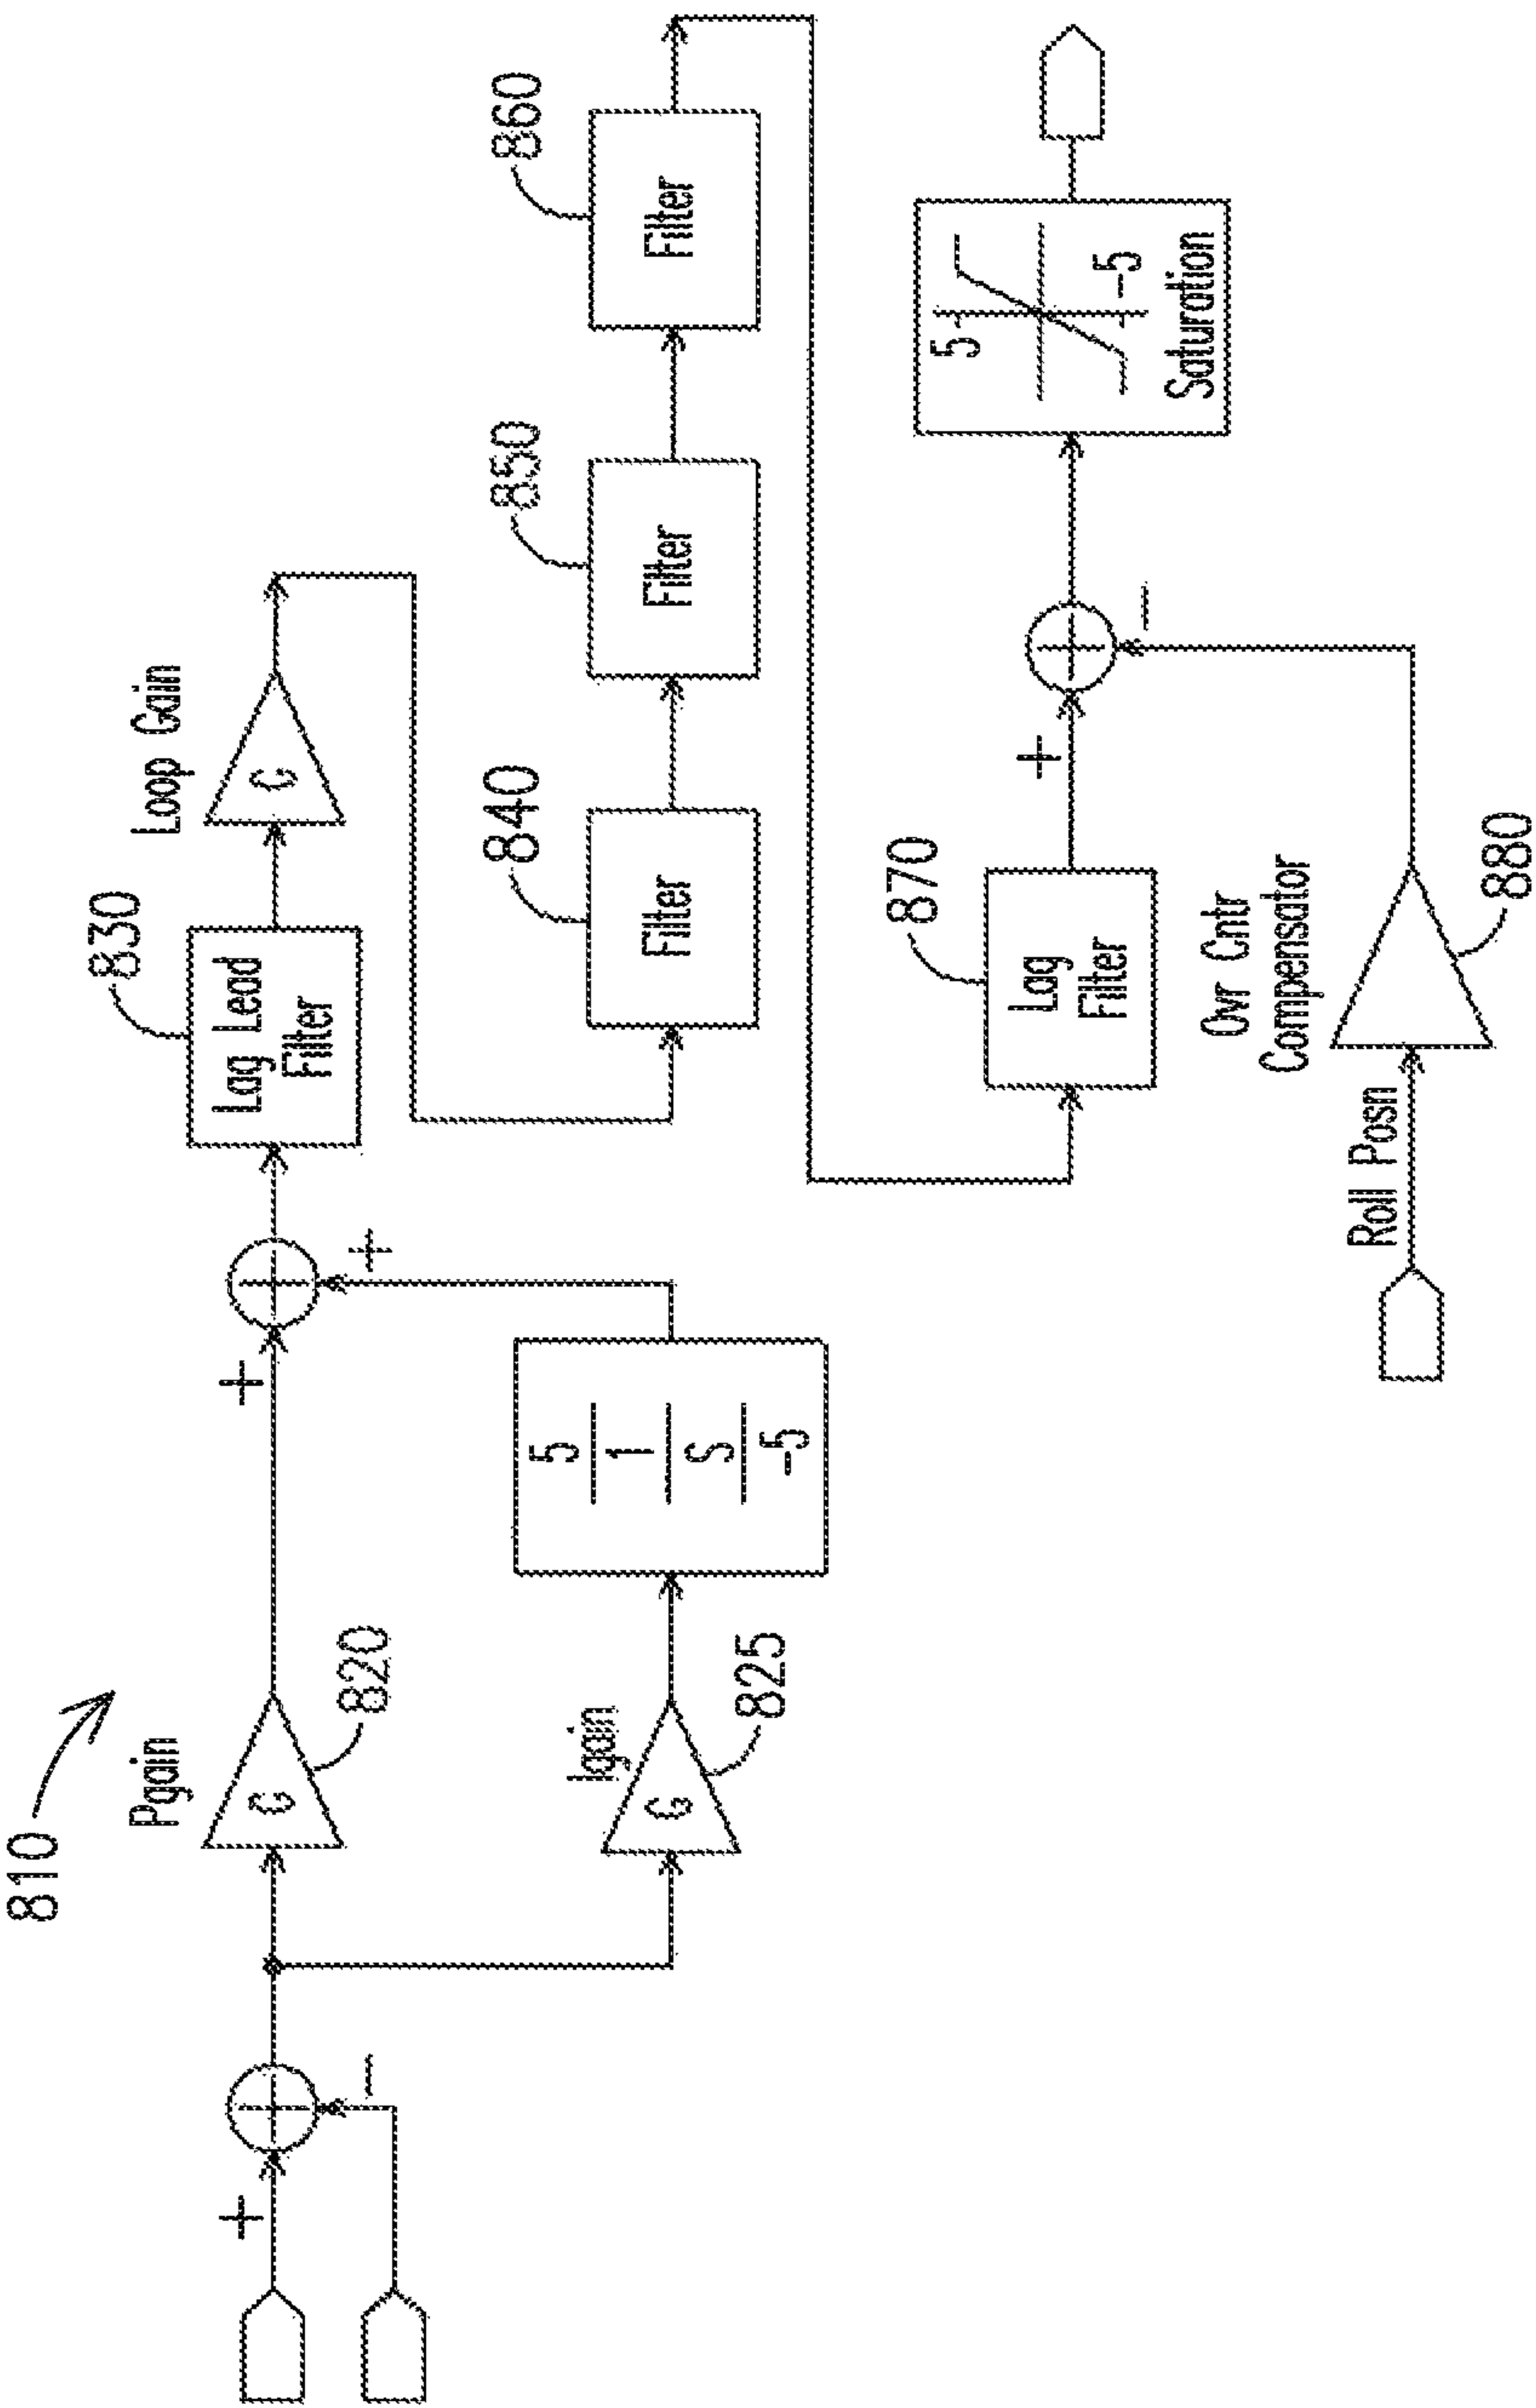 810
Pgain
G
820
Igain
G
825
+
−
+
+
5
1
S
-5
830
Lag Lead
Filter
Loop Gain
G
840
Filter
850
Filter
860
Filter
870
Lag
Filter
+
−
5
-5
Saturation
Roll Posn
Ovr Cntr
Compensator
880